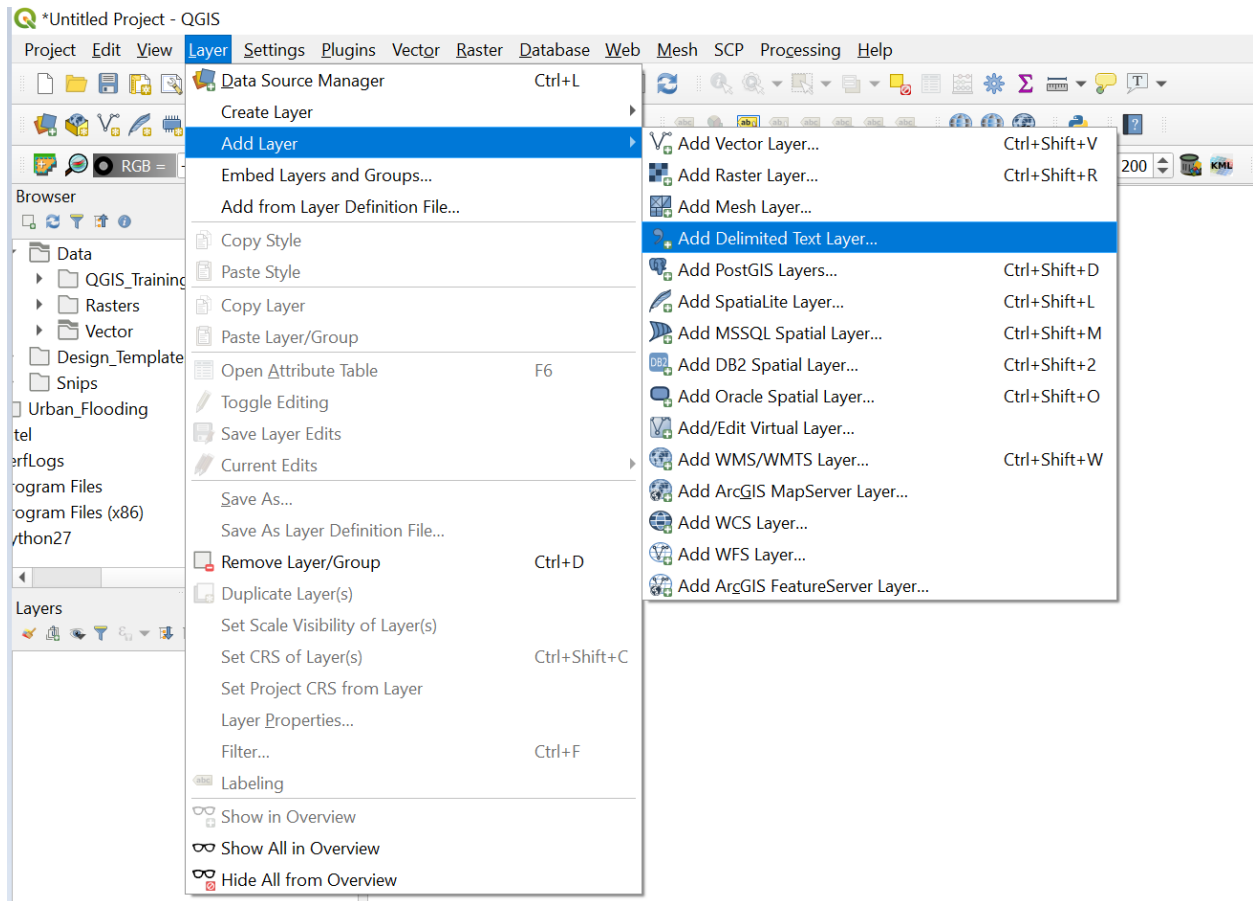 *Untitled Project - QGIS
Project Edit View Layer Settings Plugins Vector Raster Database Web Mesh SCP Processing Help
Data Source Manager Ctrl+L
Create Layer
Add Layer
Embed Layers and Groups...
Add from Layer Definition File...
Copy Style
Paste Style
Copy Layer
Paste Layer/Group
Open Attribute Table F6
Toggle Editing
Save Layer Edits
Current Edits
Save As...
Save As Layer Definition File...
Remove Layer/Group Ctrl+D
Duplicate Layer(s)
Set Scale Visibility of Layer(s)
Set CRS of Layer(s) Ctrl+Shift+C
Set Project CRS from Layer
Layer Properties...
Filter... Ctrl+F
Labeling
Show in Overview
Show All in Overview
Hide All from Overview
Add Vector Layer... Ctrl+Shift+V
Add Raster Layer... Ctrl+Shift+R
Add Mesh Layer...
Add Delimited Text Layer...
Add PostGIS Layers... Ctrl+Shift+D
Add SpatiaLite Layer... Ctrl+Shift+L
Add MSSQL Spatial Layer... Ctrl+Shift+M
Add DB2 Spatial Layer... Ctrl+Shift+2
Add Oracle Spatial Layer... Ctrl+Shift+O
Add/Edit Virtual Layer...
Add WMS/WMTS Layer... Ctrl+Shift+W
Add ArcGIS MapServer Layer...
Add WCS Layer...
Add WFS Layer...
Add ArcGIS FeatureServer Layer...
RGB =
200
KML
Browser
Data
QGIS_Training
Rasters
Vector
Design_Template
Snips
Urban_Flooding
tel
erfLogs
rogram Files
rogram Files (x86)
ython27
Layers